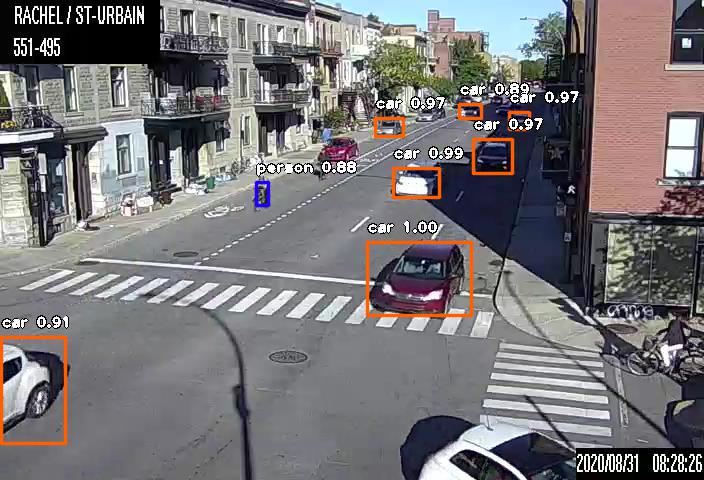 RACHEL / ST-URBAIN
551-495
car 0.89
car 0.97
car 0.97
car 0.97
car 0.99
person 0.88
car 1.00
car 0.91
2020/08/31 08:28:26